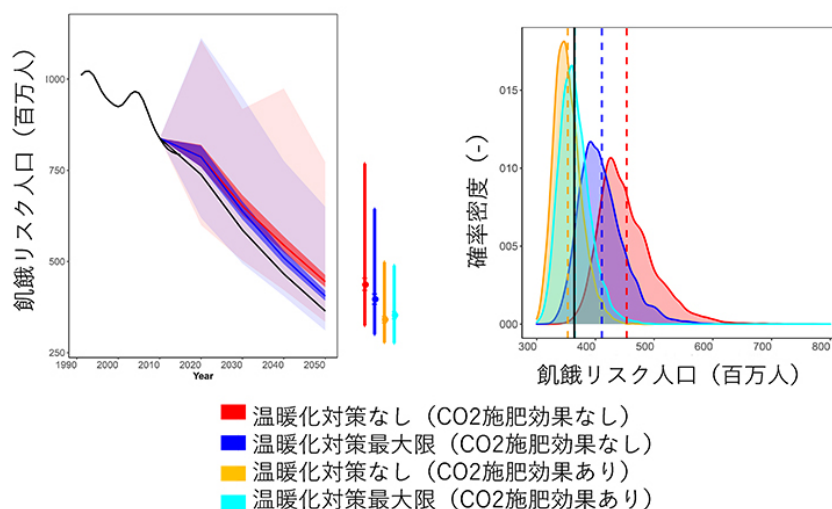 飢餓リスク人口（百万人）
1000
750
500
250
1990 2000 2010 2020 2030 2040 2050
Year
確率密度（-）
015
010
005
000
300 400 500 600 700 800
飢餓リスク人口（百万人）
温暖化対策なし（CO2施肥効果なし）
温暖化対策最大限（CO2施肥効果なし）
温暖化対策なし（CO2施肥効果あり）
温暖化対策最大限（CO2施肥効果あり）